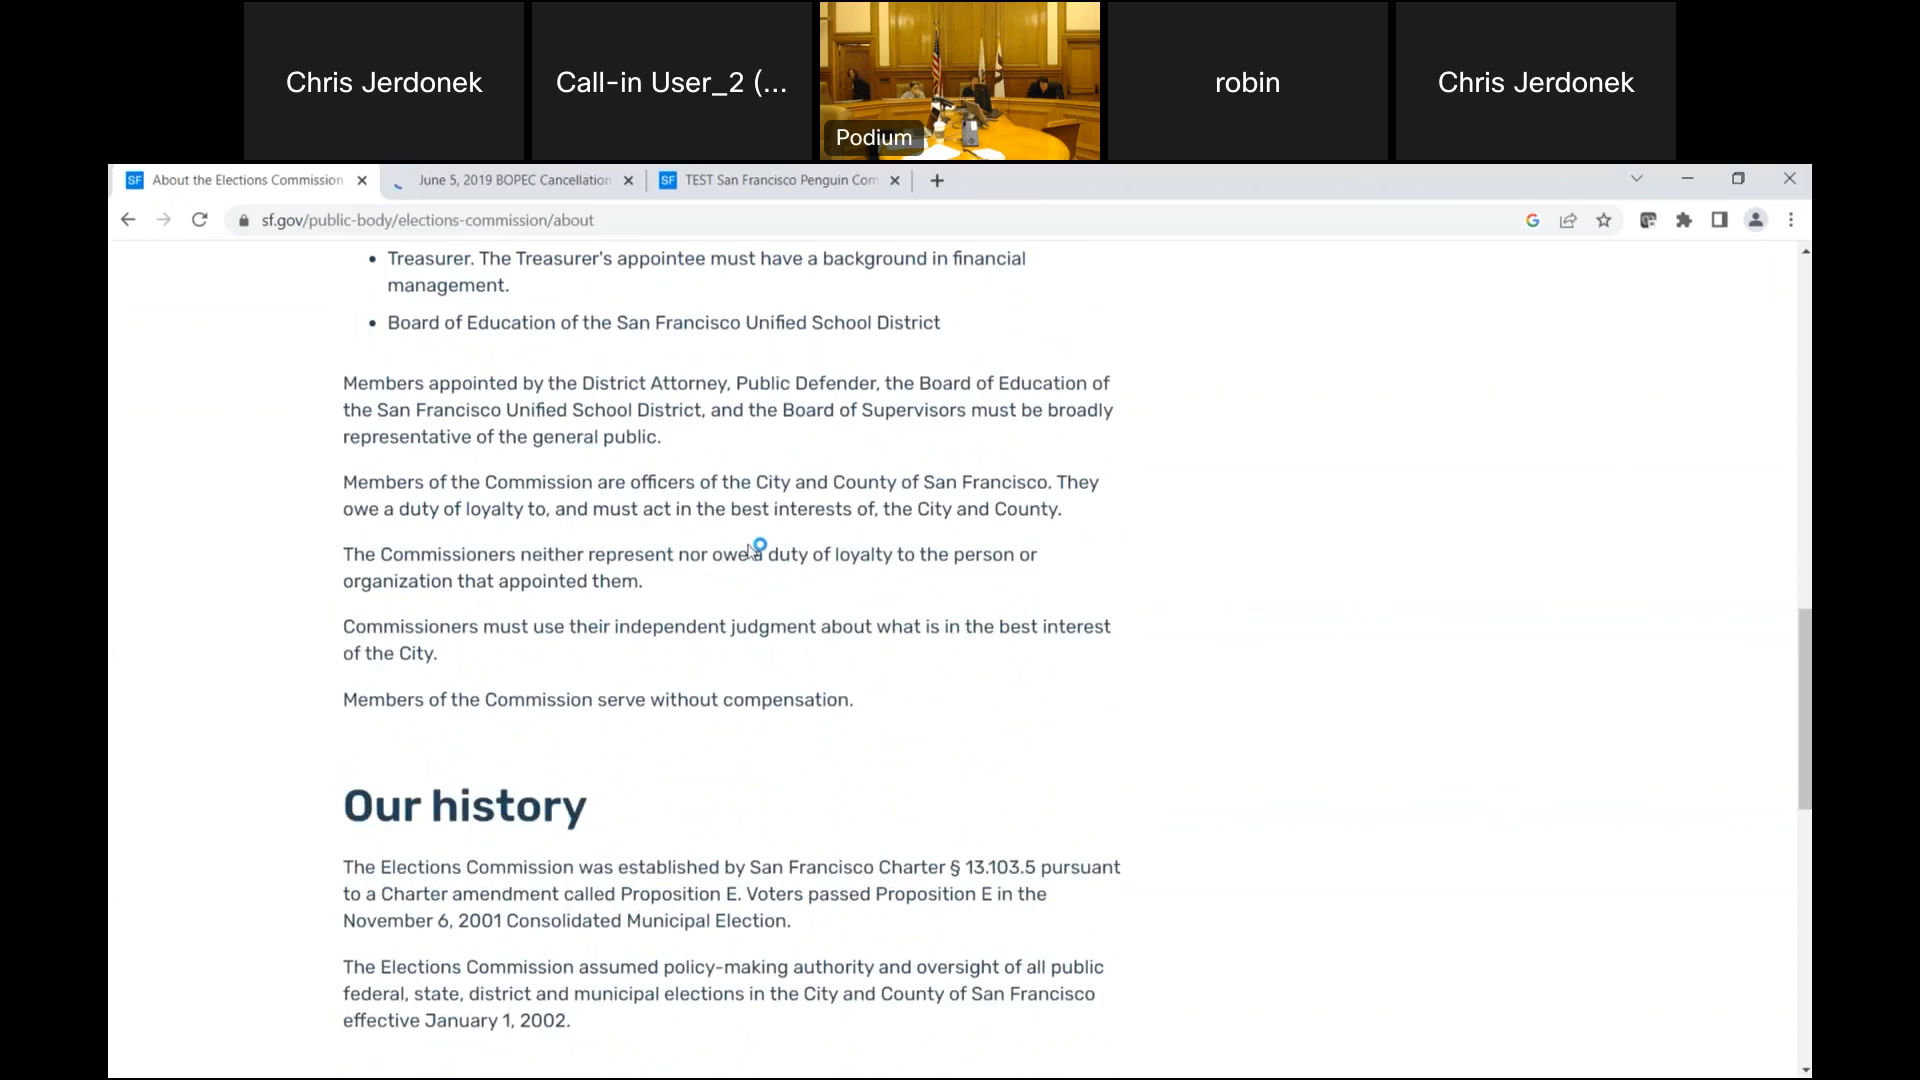 Chris Jerdonek
Call-in User_2 (...
Podium
robin
Chris Jerdonek
SF About the Elections Commission
June 5, 2019 BOPEC Cancellation
SF TEST San Francisco Penguin Com
sf.gov/public-body/elections-commission/about
• Treasurer. The Treasurer's appointee must have a background in financial
management.
• Board of Education of the San Francisco Unified School District
Members appointed by the District Attorney, Public Defender, the Board of Education of
the San Francisco Unified School District, and the Board of Supervisors must be broadly
representative of the general public.
Members of the Commission are officers of the City and County of San Francisco. They
owe a duty of loyalty to, and must act in the best interests of, the City and County.
The Commissioners neither represent nor owe a duty of loyalty to the person or
organization that appointed them.
Commissioners must use their independent judgment about what is in the best interest
of the City.
Members of the Commission serve without compensation.
Our history
The Elections Commission was established by San Francisco Charter § 13.103.5 pursuant
to a Charter amendment called Proposition E. Voters passed Proposition E in the
November 6, 2001 Consolidated Municipal Election.
The Elections Commission assumed policy-making authority and oversight of all public
federal, state, district and municipal elections in the City and County of San Francisco
effective January 1, 2002.